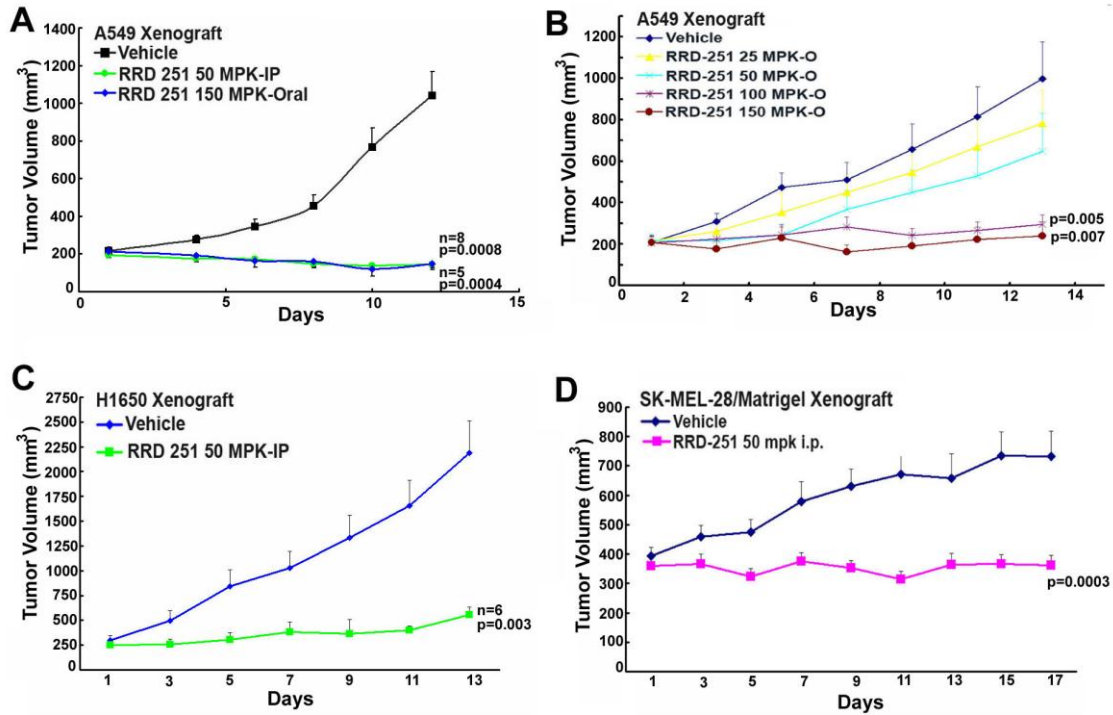 A
A549 Xenograft
Vehicle
RRD 251 50 MPK-IP
RRD 251 150 MPK-Oral
Tumor Volume (mm3)
1400
1200
1000
800
600
400
200
0
n=8
p=0.0008
n=5
p=0.0004
0 5 10 15
Days
B
A549 Xenograft
Vehicle
RRD-251 25 MPK-O
RRD-251 50 MPK-O
RRD-251 100 MPK-O
RRD-251 150 MPK-O
Tumor Volume (mm3)
1200
1000
800
600
400
200
0
p=0.005
p=0.007
0 2 4 6 8 10 12 14
Days
C
H1650 Xenograft
Vehicle
RRD 251 50 MPK-IP
Tumor Volume (mm3)
2750
2500
2250
2000
1750
1500
1250
1000
750
500
250
0
n=6
p=0.003
1 3 5 7 9 11 13
Days
D
SK-MEL-28/Matrigel Xenograft
Vehicle
RRD-251 50 mpk i.p.
Tumor Volume (mm3)
900
800
700
600
500
400
300
200
100
0
p=0.0003
1 3 5 7 9 11 13 15 17
Days